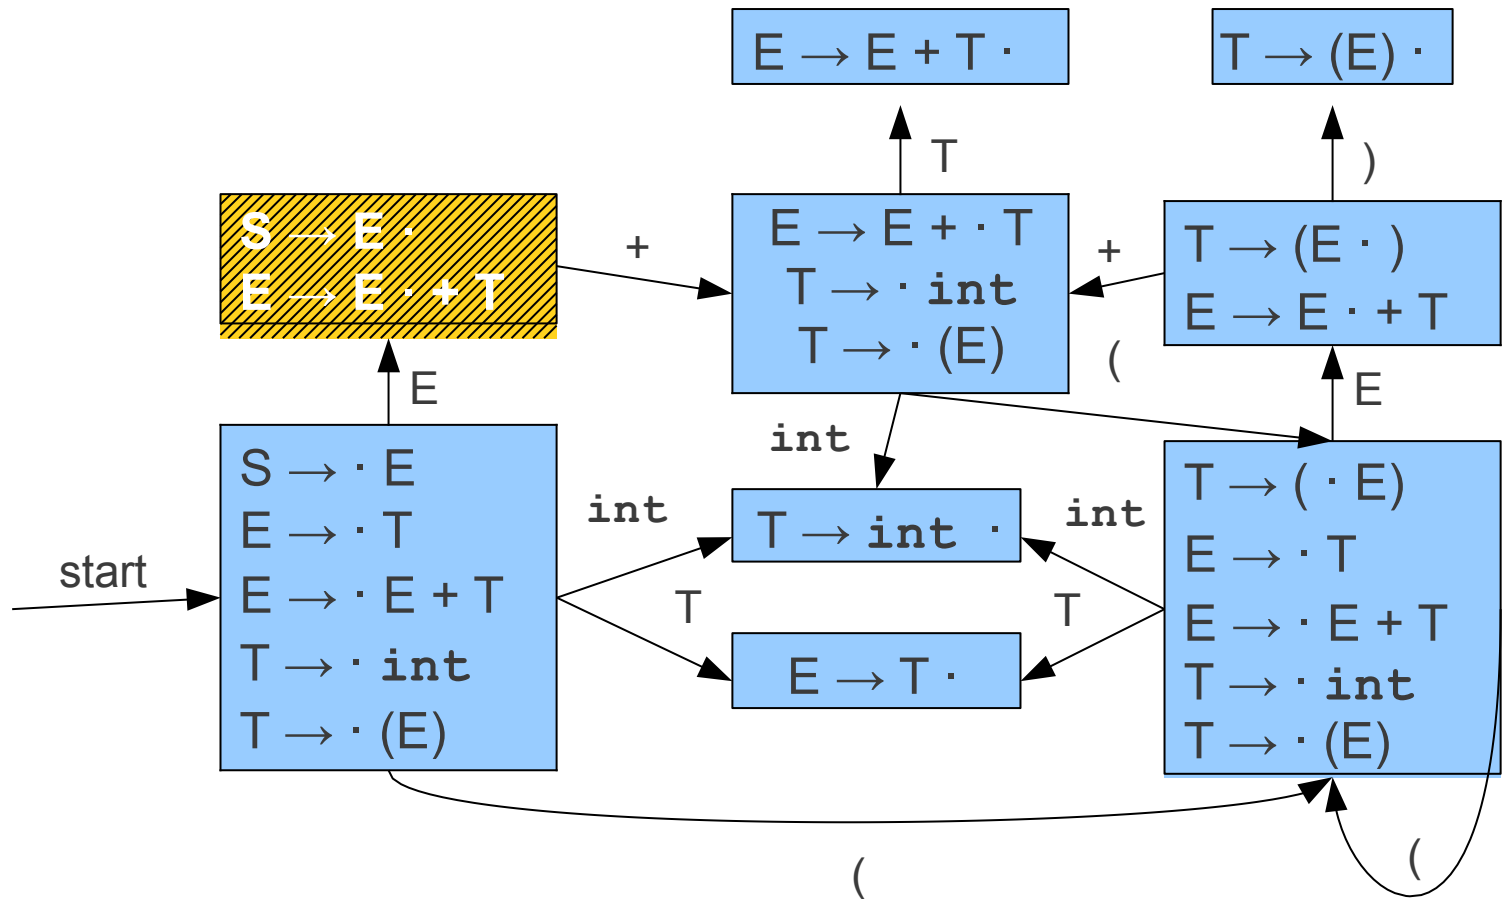 E → E + T ·
T → (E) ·
T
)
S → E ·
E → E · + T
+
E → E + · T
T → · int
T → · (E)
+
T → (E · )
E → E · + T
(
E
E
int
S → · E
E → · T
E → · E + T
T → · int
T → · (E)
start
int
T → int ·
int
T
E → T ·
T
T → ( · E)
E → · T
E → · E + T
T → · int
T → · (E)
(
(